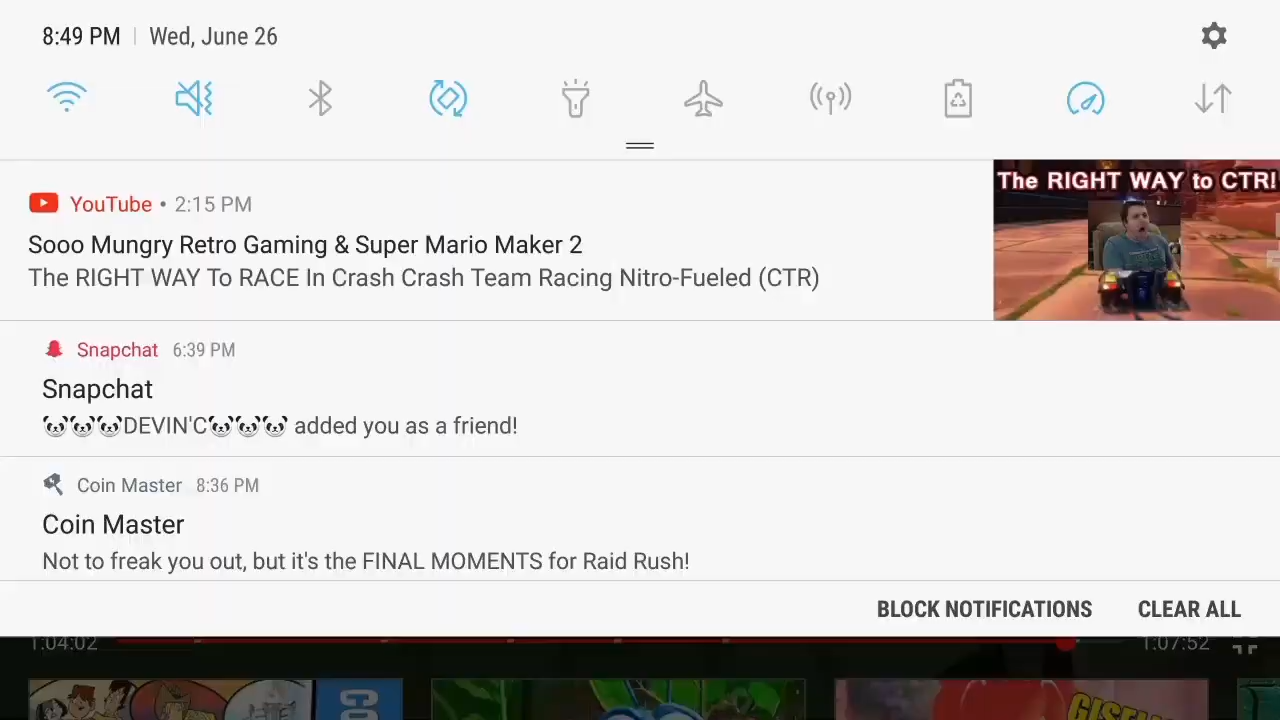 8:49 PM | Wed, June 26
YouTube • 2:15 PM
Sooo Mungry Retro Gaming & Super Mario Maker 2
The RIGHT WAY To RACE In Crash Crash Team Racing Nitro-Fueled (CTR)
The RIGHT WAY to CTR!
Snapchat 6:39 PM
Snapchat
🐼🐼🐼DEVIN'C🐼🐼🐼 added you as a friend!
Coin Master 8:36 PM
Coin Master
Not to freak you out, but it's the FINAL MOMENTS for Raid Rush!
BLOCK NOTIFICATIONS CLEAR ALL
1:04:02 1:07:52